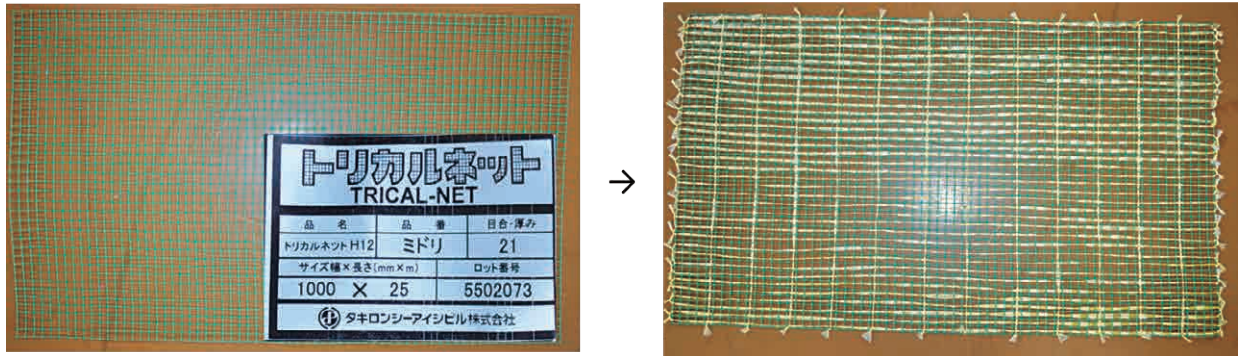 トリカルネット
TRICAL-NET
品 名 品 番 目合・厚み
トリカルネットH12 ミドリ 21
サイズ幅×長さ(mm×m) ロット番号
1000 × 25 5502073
タキロンシーアイシビル株式会社